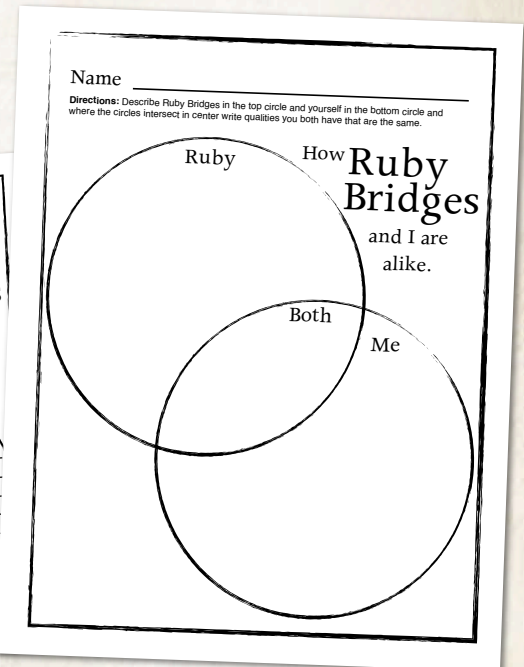 Name
Directions: Describe Ruby Bridges in the top circle and yourself in the bottom circle and
where the circles intersect in center write qualities you both have that are the same.
Ruby
How Ruby
Bridges
and I are
alike.
Both
Me